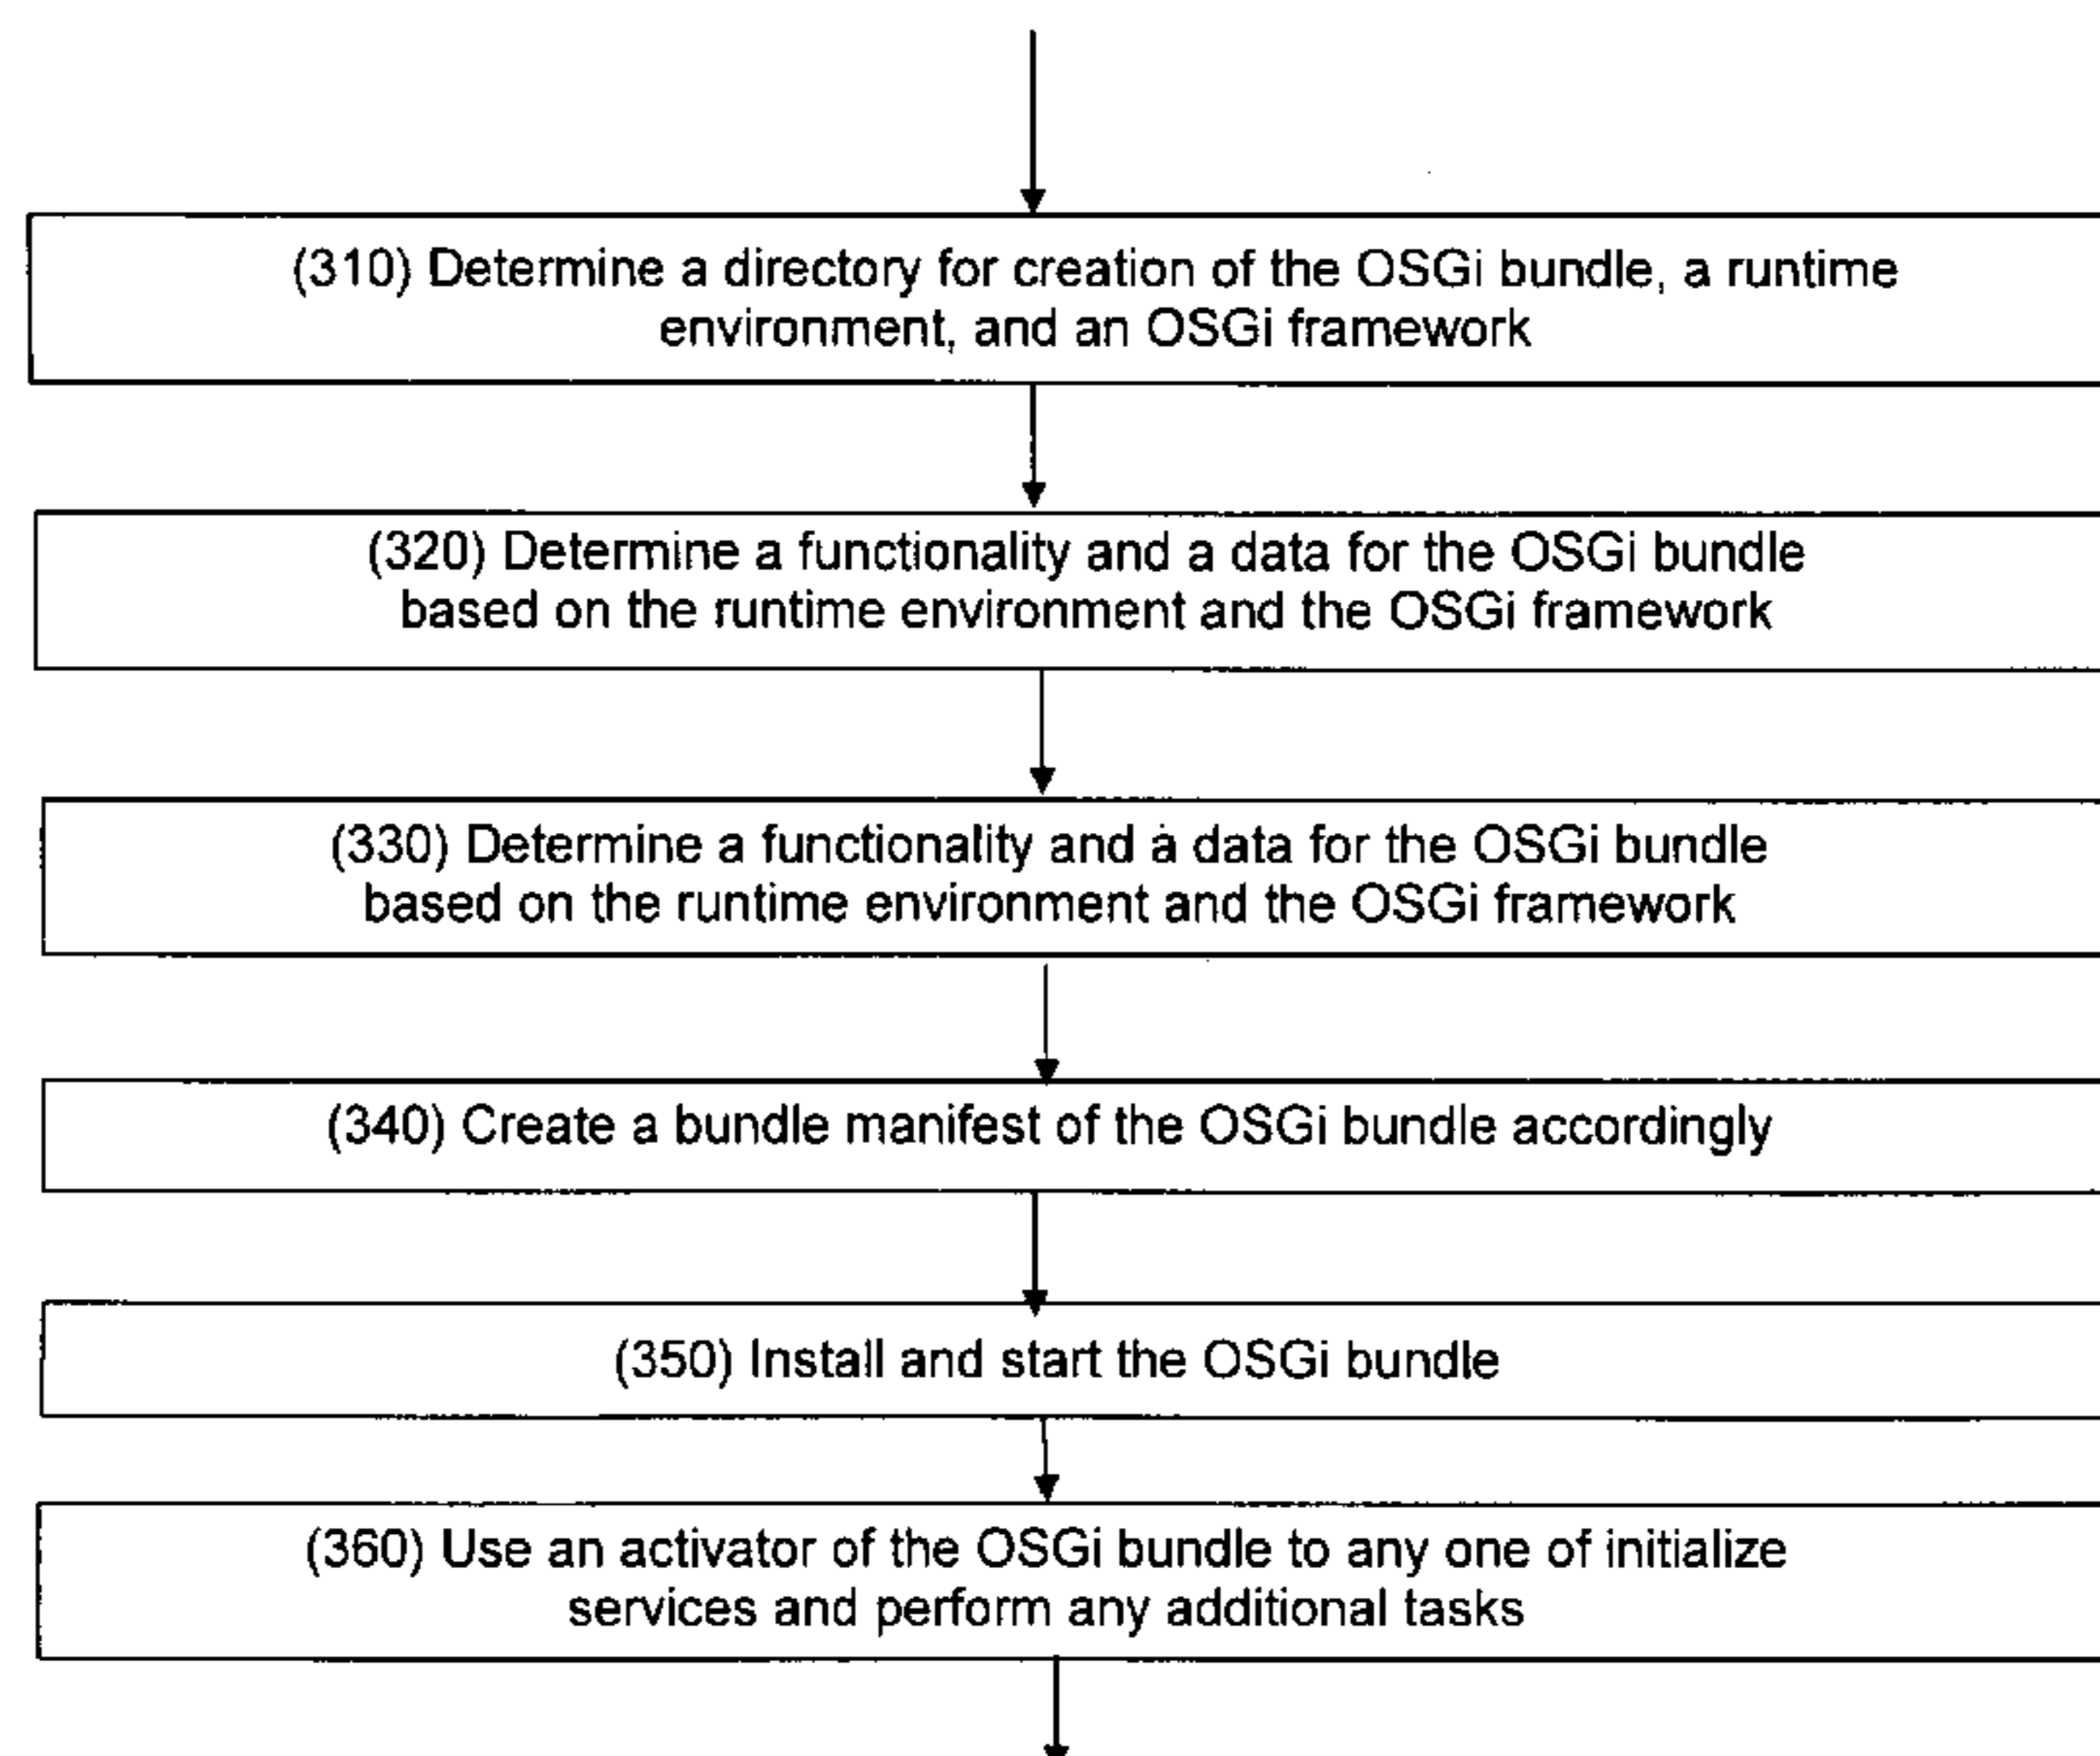 (310) Determine a directory for creation of the OSGi bundle, a runtime
environment, and an OSGi framework
(320) Determine a functionality and a data for the OSGi bundle
based on the runtime environment and the OSGi framework
(330) Determine a functionality and a data for the OSGi bundle
based on the runtime environment and the OSGi framework
(340) Create a bundle manifest of the OSGi bundle accordingly
(350) Install and start the OSGi bundle
(360) Use an activator of the OSGi bundle to any one of initialize
services and perform any additional tasks